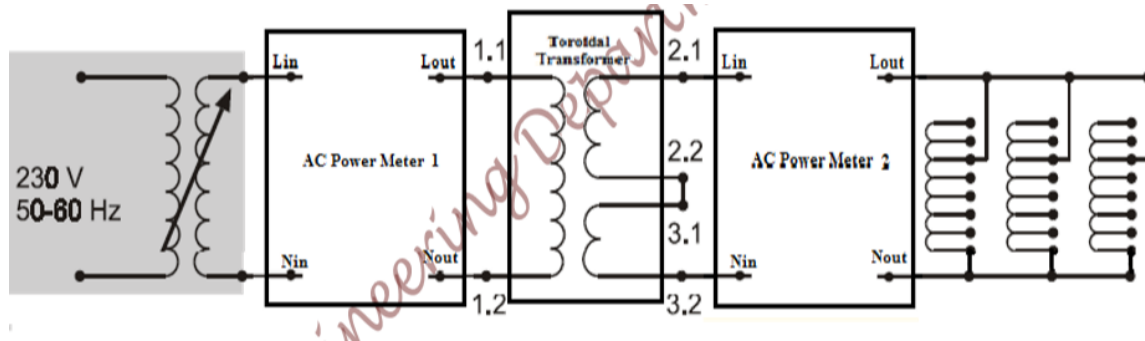 Toroidal
Transformer
1.1
2.1
Lin
Lout
Lin
Lout
2.2
AC Power Meter 1
AC Power Meter 2
230 V
50-60 Hz
3.1
Nin
Nout
Nin
Nout
1.2
3.2
ineering